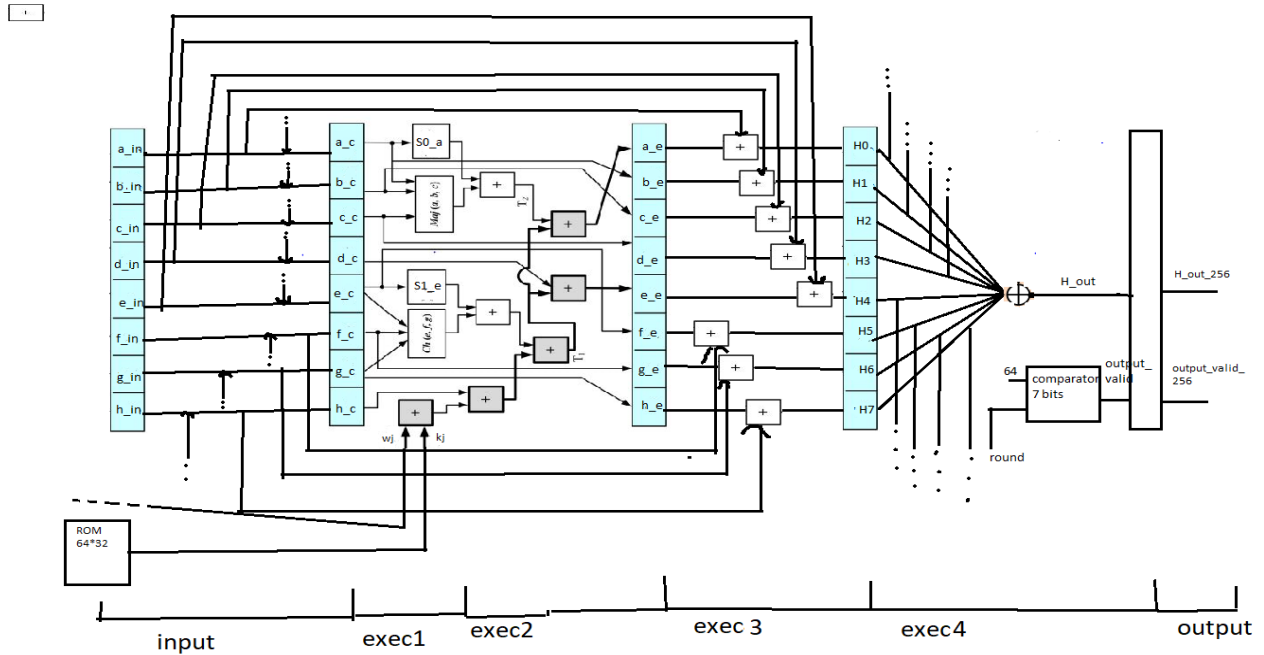 +
a_in
b_in
c_in
d_in
e_in
f_in
g_in
h_in
a_c
b_c
c_c
d_c
e_c
f_c
g_c
h_c
S0_a
Maj(a, b, c)
+
T2
+
S1_e
Ch(e, f, g)
+
+
+
T1
+
+
wj
kj
a_e
b_e
c_e
d_e
e_e
f_e
g_e
h_e
+
+
+
+
+
+
+
+
H0
H1
H2
H3
H4
H5
H6
H7
H_out
H_out_256
64
comparator
7 bits
output_
valid
output_valid_
256
round
ROM
64*32
input
exec1
exec2
exec 3
exec4
output